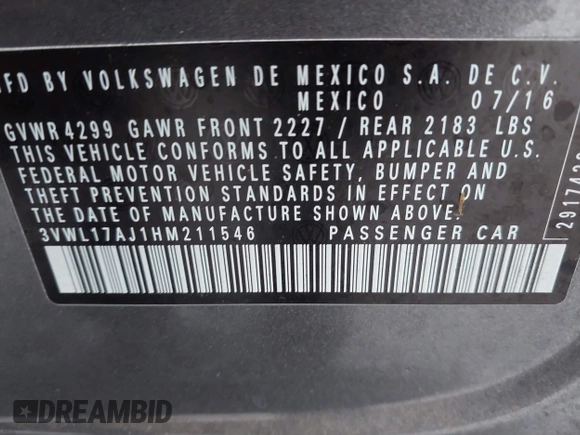 MFD BY VOLKSWAGEN DE MEXICO S.A. DE C.V.
MEXICO 07/16
GVWR 4299 GAWR FRONT 2227 / REAR 2183 LBS
THIS VEHICLE CONFORMS TO ALL APPLICABLE U.S.
FEDERAL MOTOR VEHICLE SAFETY, BUMPER AND
THEFT PREVENTION STANDARDS IN EFFECT ON
THE DATE OF MANUFACTURE SHOWN ABOVE.
3VWL17AJ1HM211546 PASSENGER CAR
DREAMBID